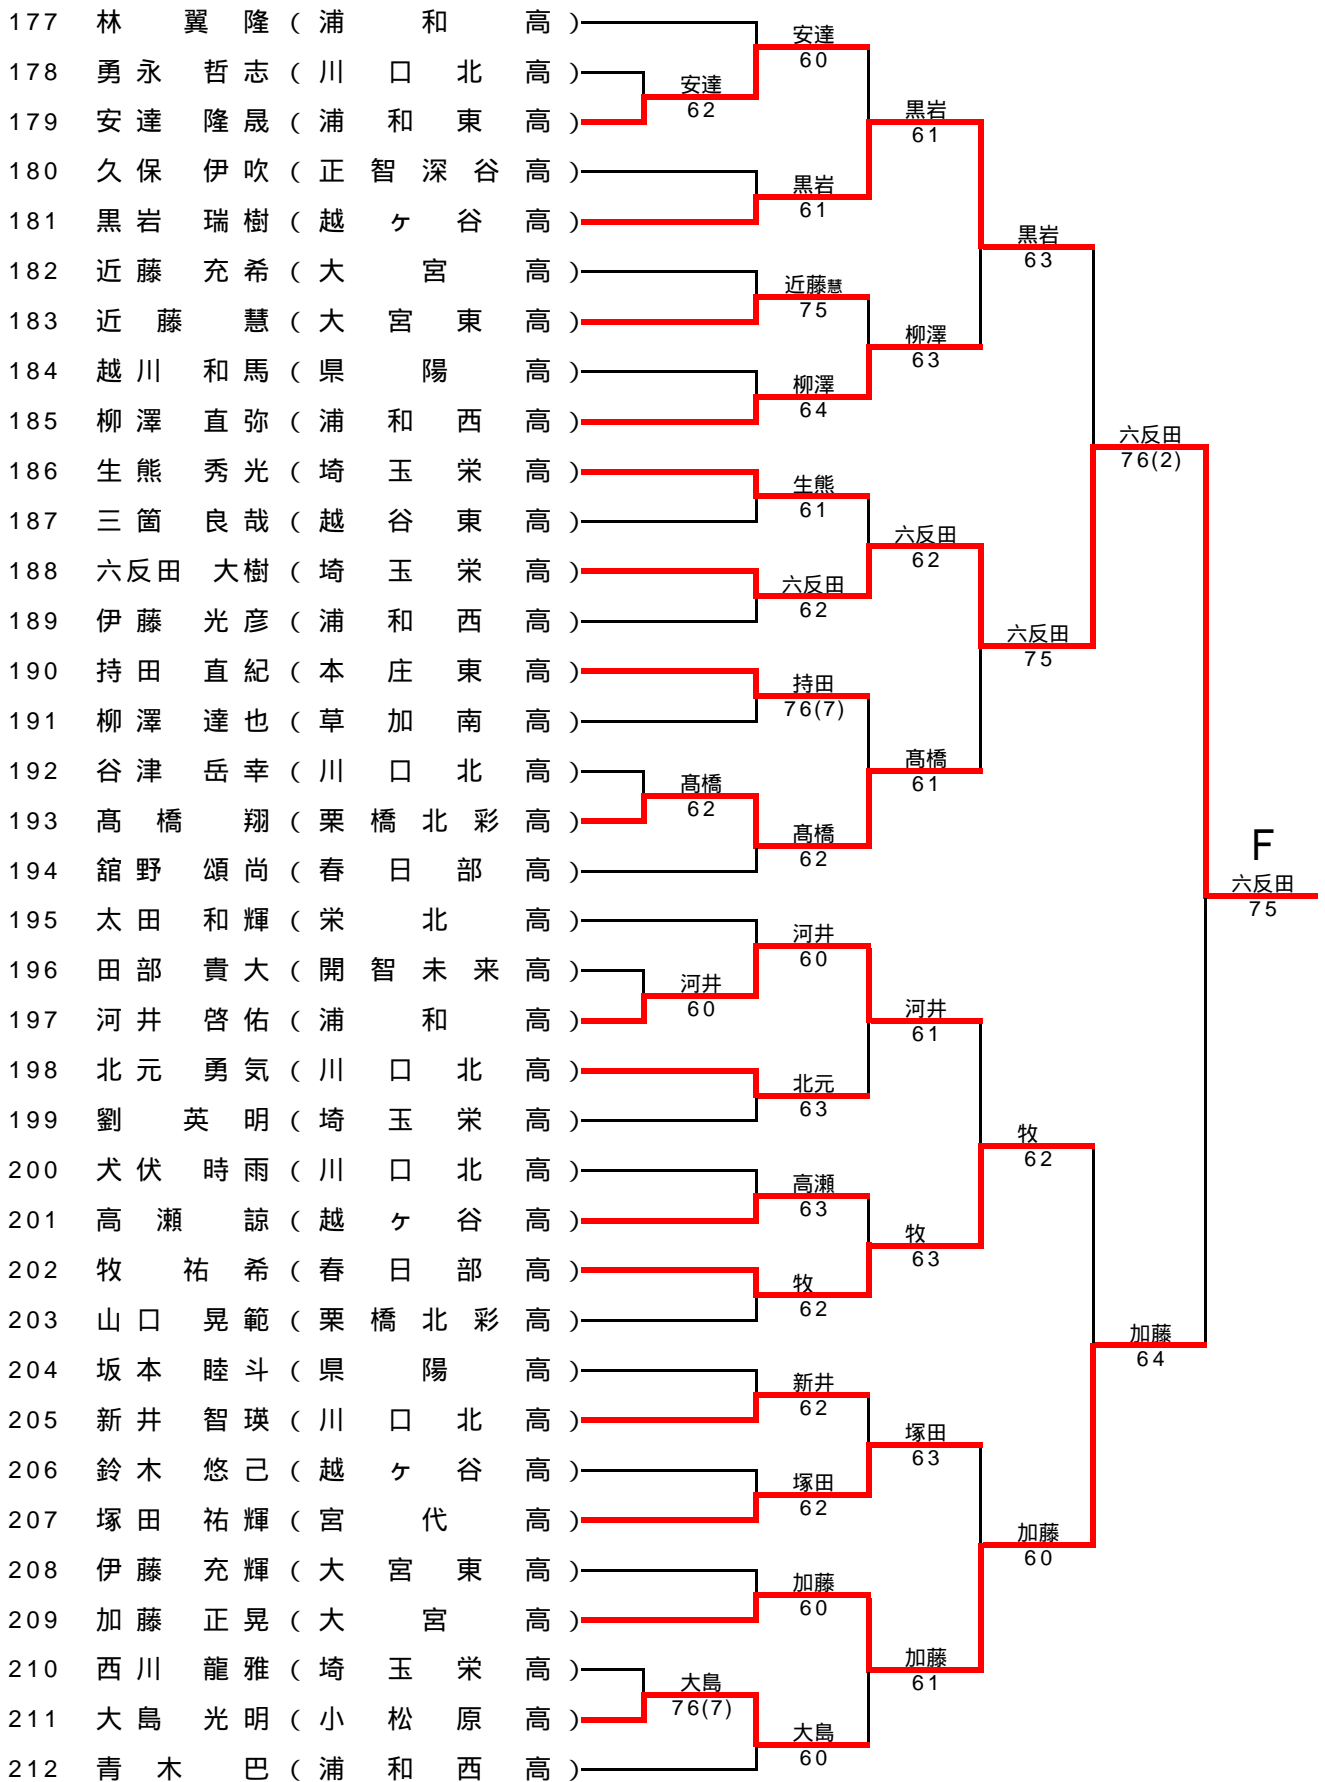 177 林 翼 隆 ( 浦 和 高 )
178 勇 永 哲 志 ( 川 口 北 高 )
179 安 達 隆 晟 ( 浦 和 東 高 )
180 久 保 伊 吹 ( 正 智 深 谷 高 )
181 黒 岩 瑞 樹 ( 越 ヶ 谷 高 )
182 近 藤 充 希 ( 大 宮 高 )
183 近 藤 慧 ( 大 宮 東 高 )
184 越 川 和 馬 ( 県 陽 高 )
185 柳 澤 直 弥 ( 浦 和 西 高 )
186 生 熊 秀 光 ( 埼 玉 栄 高 )
187 三 箇 良 哉 ( 越 谷 東 高 )
188 六反田 大樹 ( 埼 玉 栄 高 )
189 伊 藤 光 彦 ( 浦 和 西 高 )
190 持 田 直 紀 ( 本 庄 東 高 )
191 柳 澤 達 也 ( 草 加 南 高 )
192 谷 津 岳 幸 ( 川 口 北 高 )
193 髙 橋 翔 ( 栗 橋 北 彩 高 )
194 舘 野 頌 尚 ( 春 日 部 高 )
195 太 田 和 輝 ( 栄 北 高 )
196 田 部 貴 大 ( 開 智 未 来 高 )
197 河 井 啓 佑 ( 浦 和 高 )
198 北 元 勇 気 ( 川 口 北 高 )
199 劉 英 明 ( 埼 玉 栄 高 )
200 犬 伏 時 雨 ( 川 口 北 高 )
201 高 瀬 諒 ( 越 ヶ 谷 高 )
202 牧 祐 希 ( 春 日 部 高 )
203 山 口 晃 範 ( 栗 橋 北 彩 高 )
204 坂 本 睦 斗 ( 県 陽 高 )
205 新 井 智 瑛 ( 川 口 北 高 )
206 鈴 木 悠 己 ( 越 ヶ 谷 高 )
207 塚 田 祐 輝 ( 宮 代 高 )
208 伊 藤 充 輝 ( 大 宮 東 高 )
209 加 藤 正 晃 ( 大 宮 高 )
210 西 川 龍 雅 ( 埼 玉 栄 高 )
211 大 島 光 明 ( 小 松 原 高 )
212 青 木 巴 ( 浦 和 西 高 )
安達
62
髙橋
62
河井
60
大島
76(7)
安達
60
黒岩
61
近藤慧
75
柳澤
64
生熊
61
六反田
62
持田
76(7)
髙橋
62
河井
60
北元
63
高瀬
63
牧
62
新井
62
塚田
62
加藤
60
大島
60
黒岩
61
柳澤
63
六反田
62
髙橋
61
河井
61
牧
63
塚田
63
加藤
61
黒岩
63
六反田
75
牧
62
加藤
60
六反田
76(2)
加藤
64
F
六反田
75